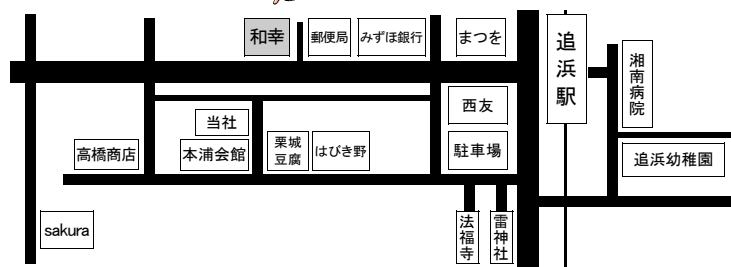 和幸
郵便局
みずほ銀行
まつを
追浜駅
湘南病院
西友
当社
高橋商店
本浦会館
栗城
豆腐
はびき野
駐車場
追浜幼稚園
sakura
法福寺
雷神社